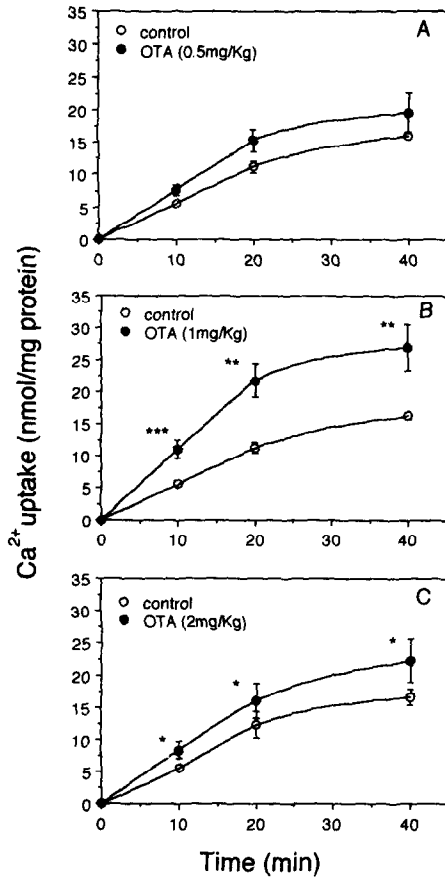 A
control
OTA (0.5mg/Kg)
35
30
25
20
15
10
5
0
0 10 20 30 40
B
control
OTA (1mg/Kg)
35
30
25
20
15
10
5
0
***
**
**
0 10 20 30 40
C
control
OTA (2mg/Kg)
35
30
25
20
15
10
5
0
*
*
*
0 10 20 30 40
Ca2+ uptake (nmol/mg protein)
Time (min)